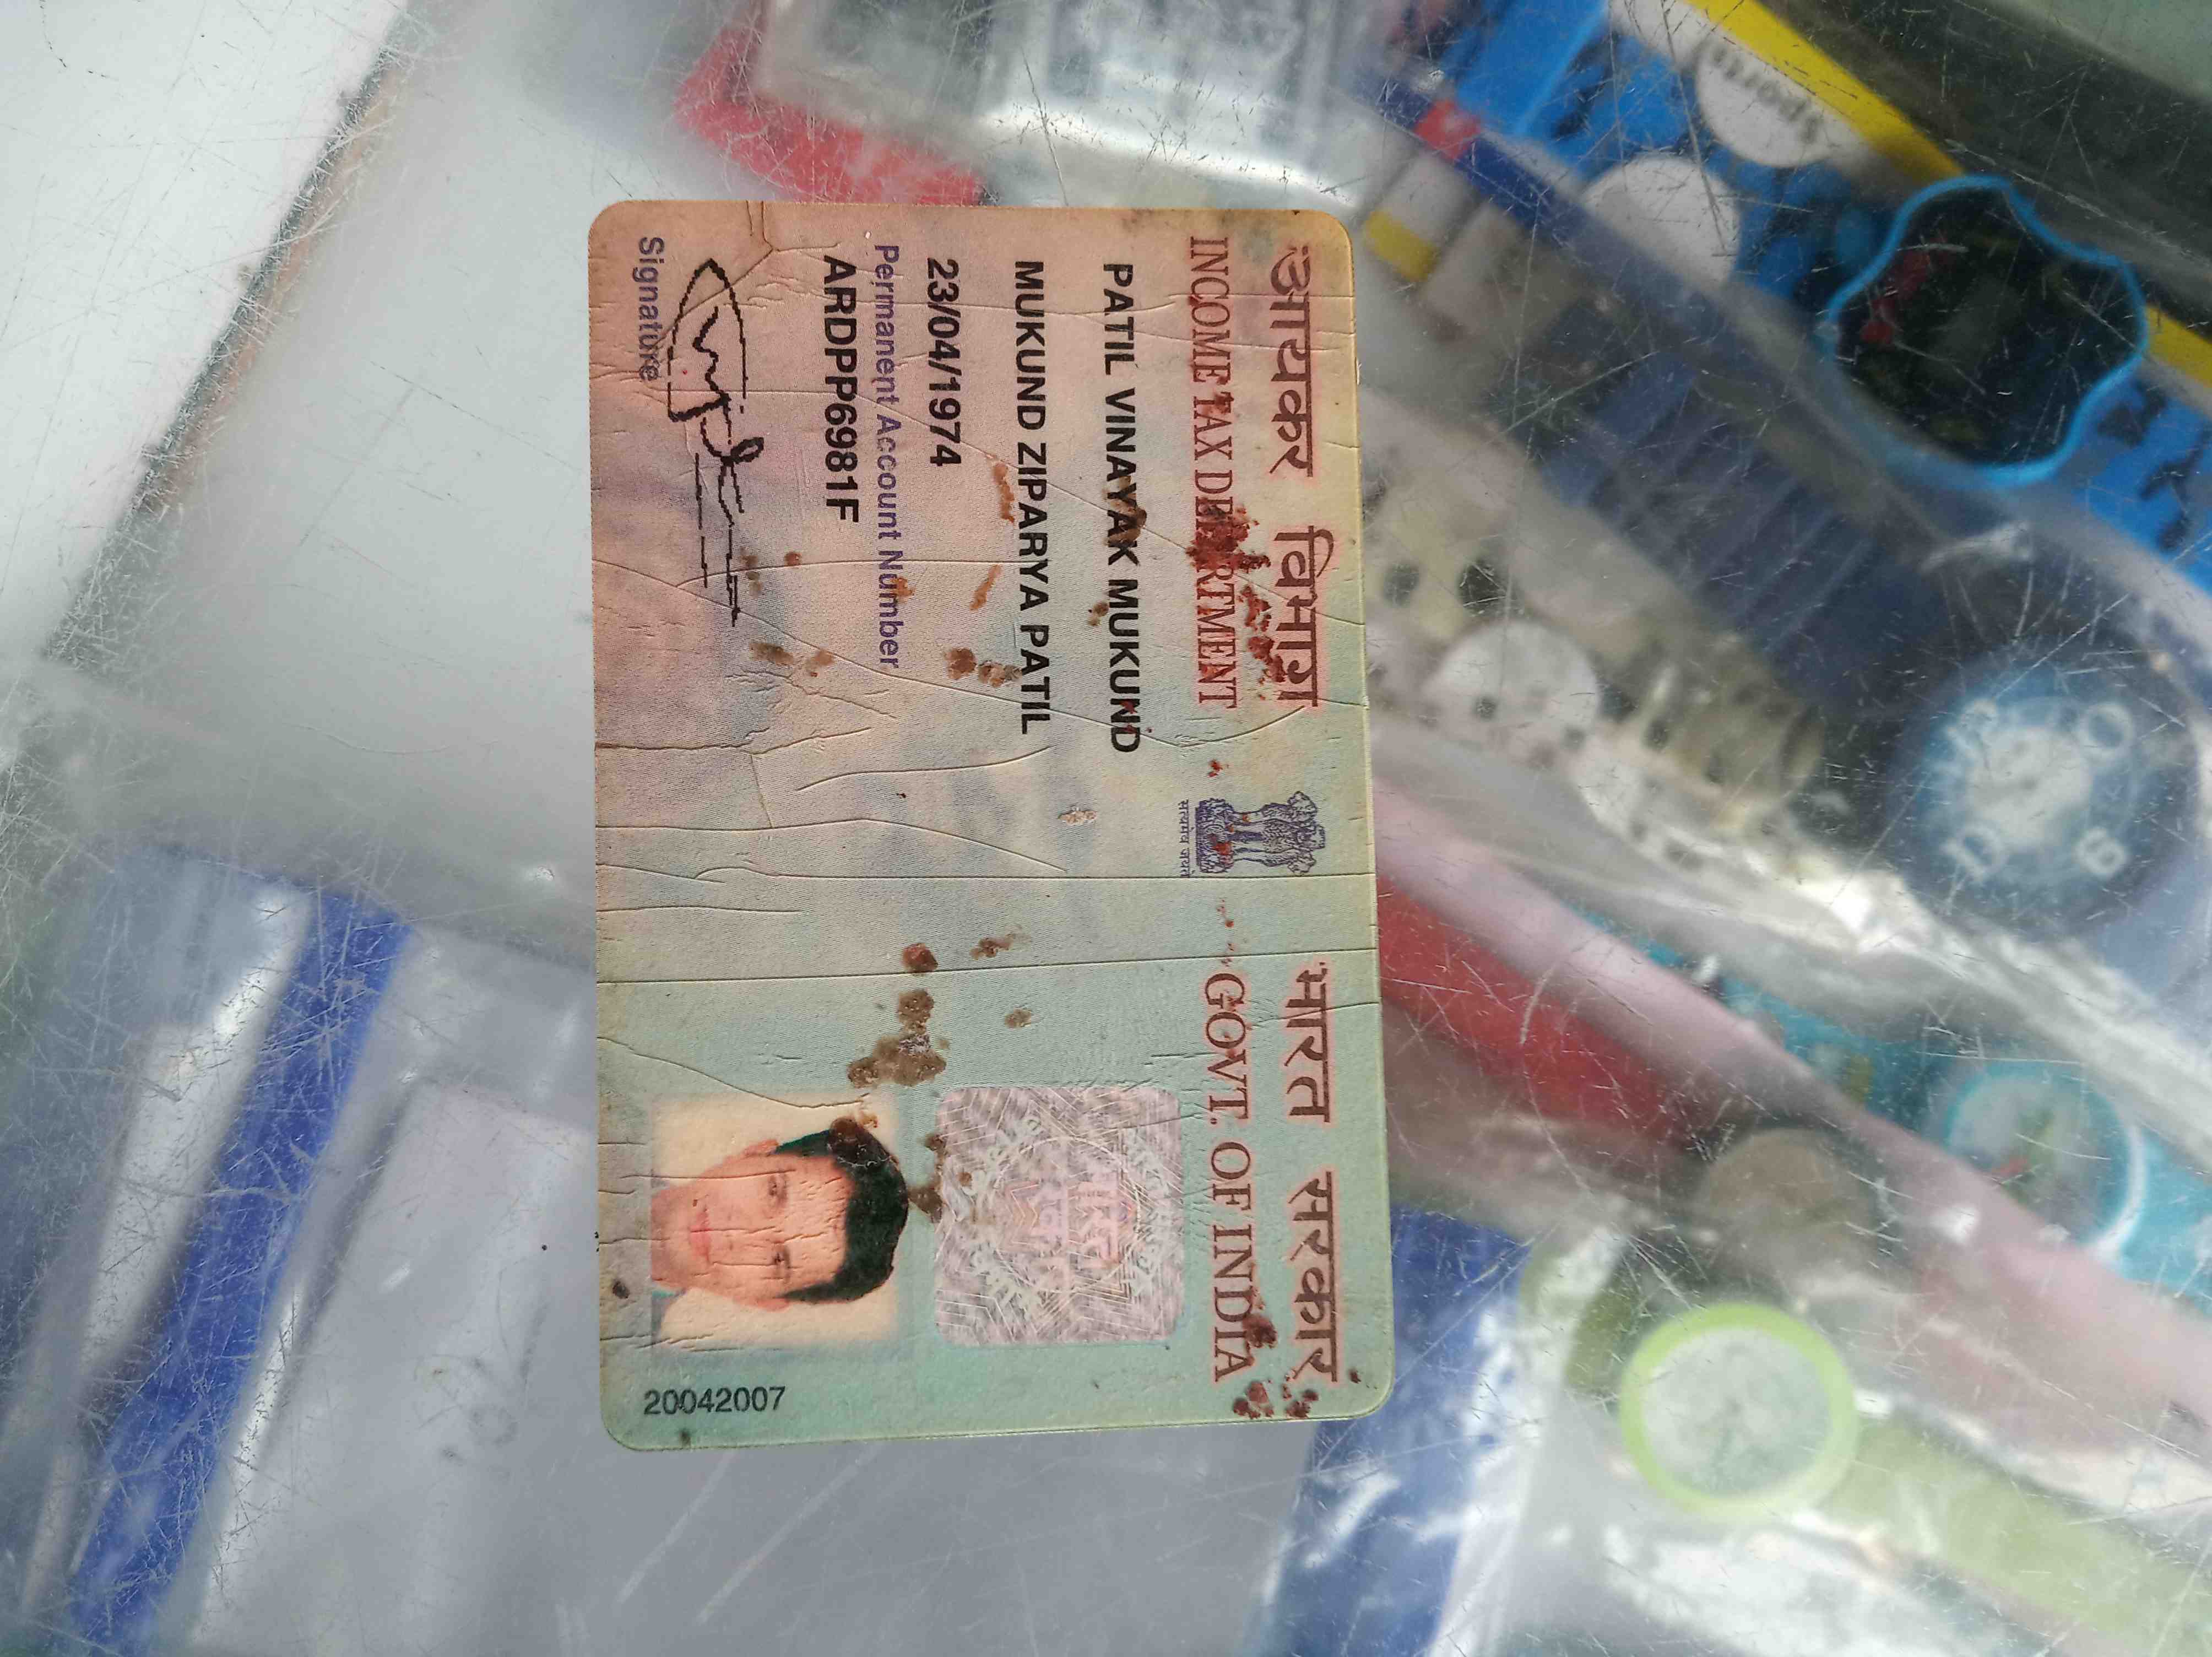 आयकर विभाग
INCOME TAX DEPARTMENT
सत्यमेव जयते
भारत सरकार
GOVT. OF INDIA
PATIL VINAYAK MUKUND
MUKUND ZIPARYA PATIL
23/04/1974
Permanent Account Number
ARDPP6981F
Signature
20042007
sports